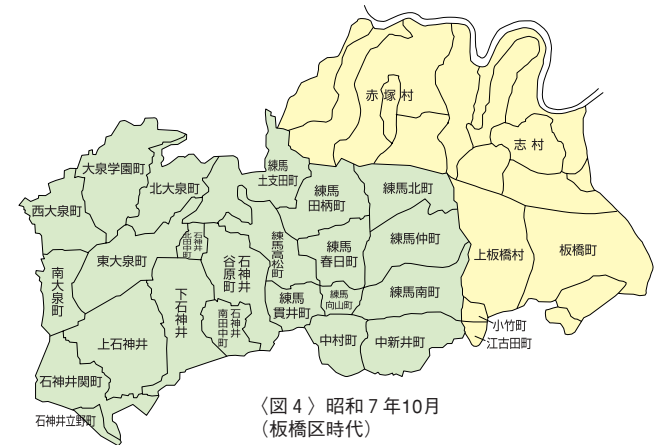 赤塚村
志村
練馬
土支田町
大泉学園町
北大泉町
練馬
田柄町
練馬北町
西大泉町
石神井
北田中町
石神井
谷原町
練馬高松町
練馬
春日町
練馬仲町
上板橋村
板橋町
南大泉町
東大泉町
下石神井
石神井
南田中町
練馬
貫井町
練馬
向山町
練馬南町
小竹町
江古田町
上石神井
中村町
中新井町
石神井関町
石神井立野町
〈図4〉昭和7年10月
（板橋区時代）